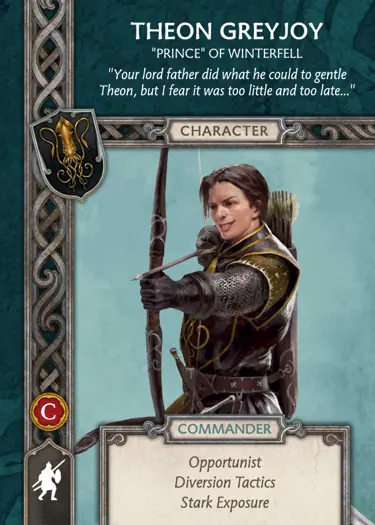 THEON GREYJOY
"PRINCE" OF WINTERFELL
"Your lord father did what he could to gentle
Theon, but I fear it was too little and too late..."
CHARACTER
C
COMMANDER
Opportunist
Diversion Tactics
Stark Exposure